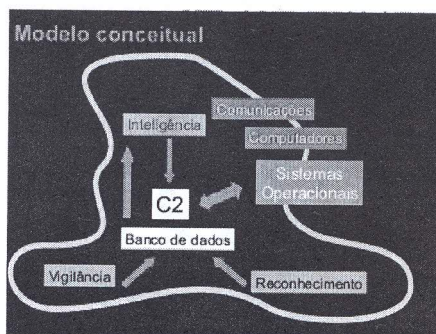 Modelo conceitual
Comunicações
Inteligência
Computadores
Sistemas
Operacionais
C2
Banco de dados
Vigilância
Reconhecimento